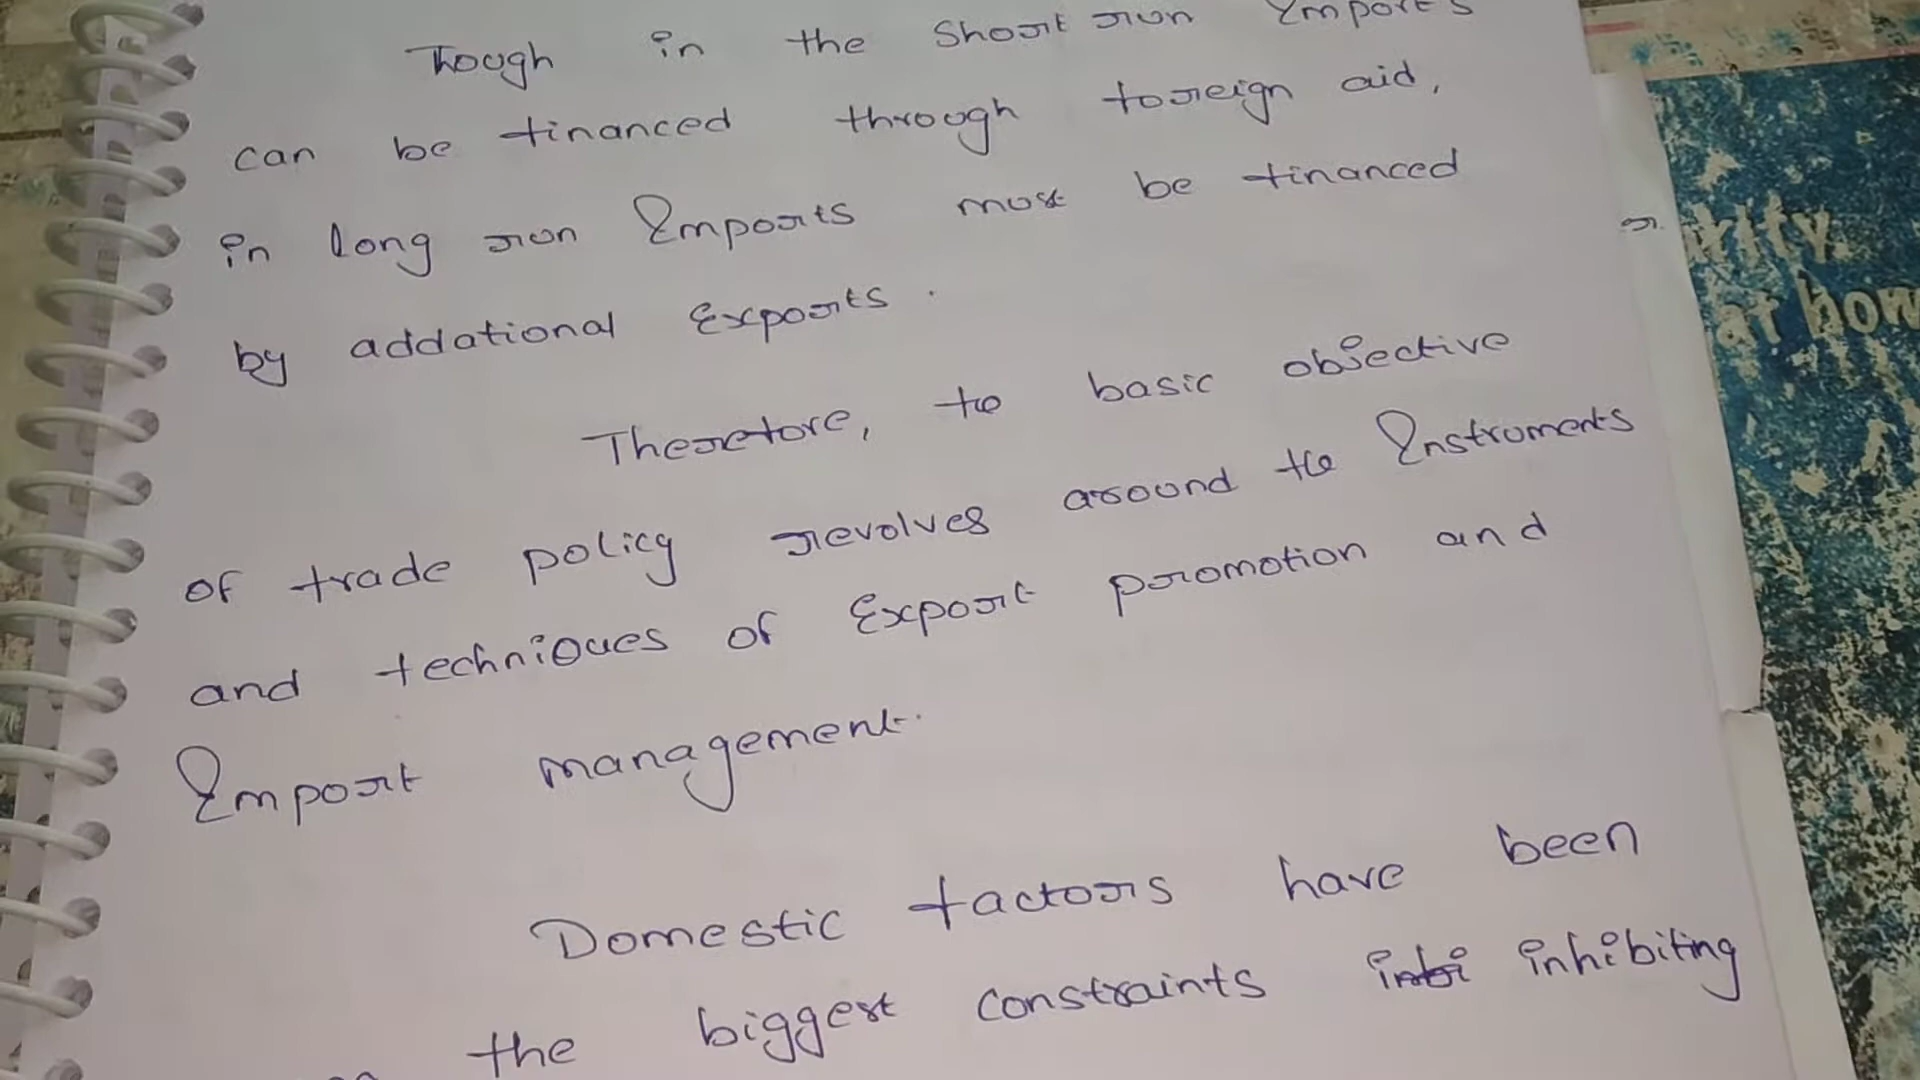 Though in the Short run Imports
can be financed through foreign aid,
in long run Imports must be financed
by addational Exports.
Therefore, the basic objective
of trade policy revolves around the Instruments
and techniques of Export promotion and
Import management.
Domestic factors have been
the biggest constraints inhibiting